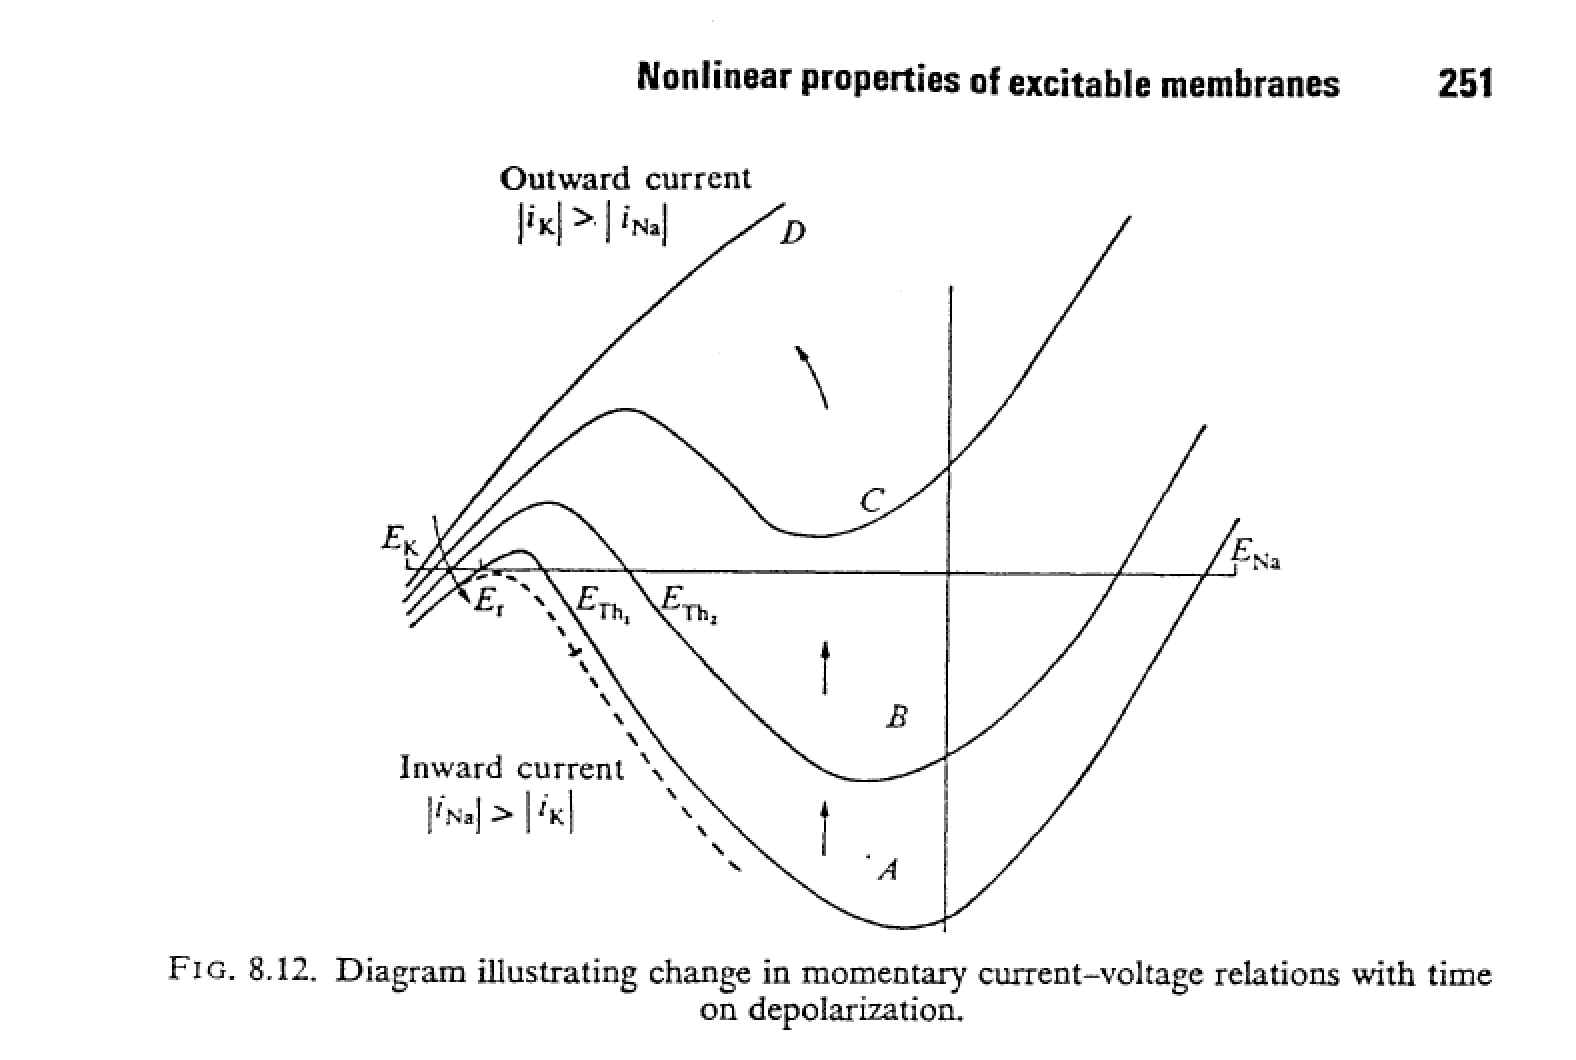 Nonlinear properties of excitable membranes 251
Outward current
|iK| > |iNa|
D
C
EK
ENa
Er
ETh1
ETh2
B
Inward current
|iNa| > |iK|
A
FIG. 8.12. Diagram illustrating change in momentary current–voltage relations with time
on depolarization.